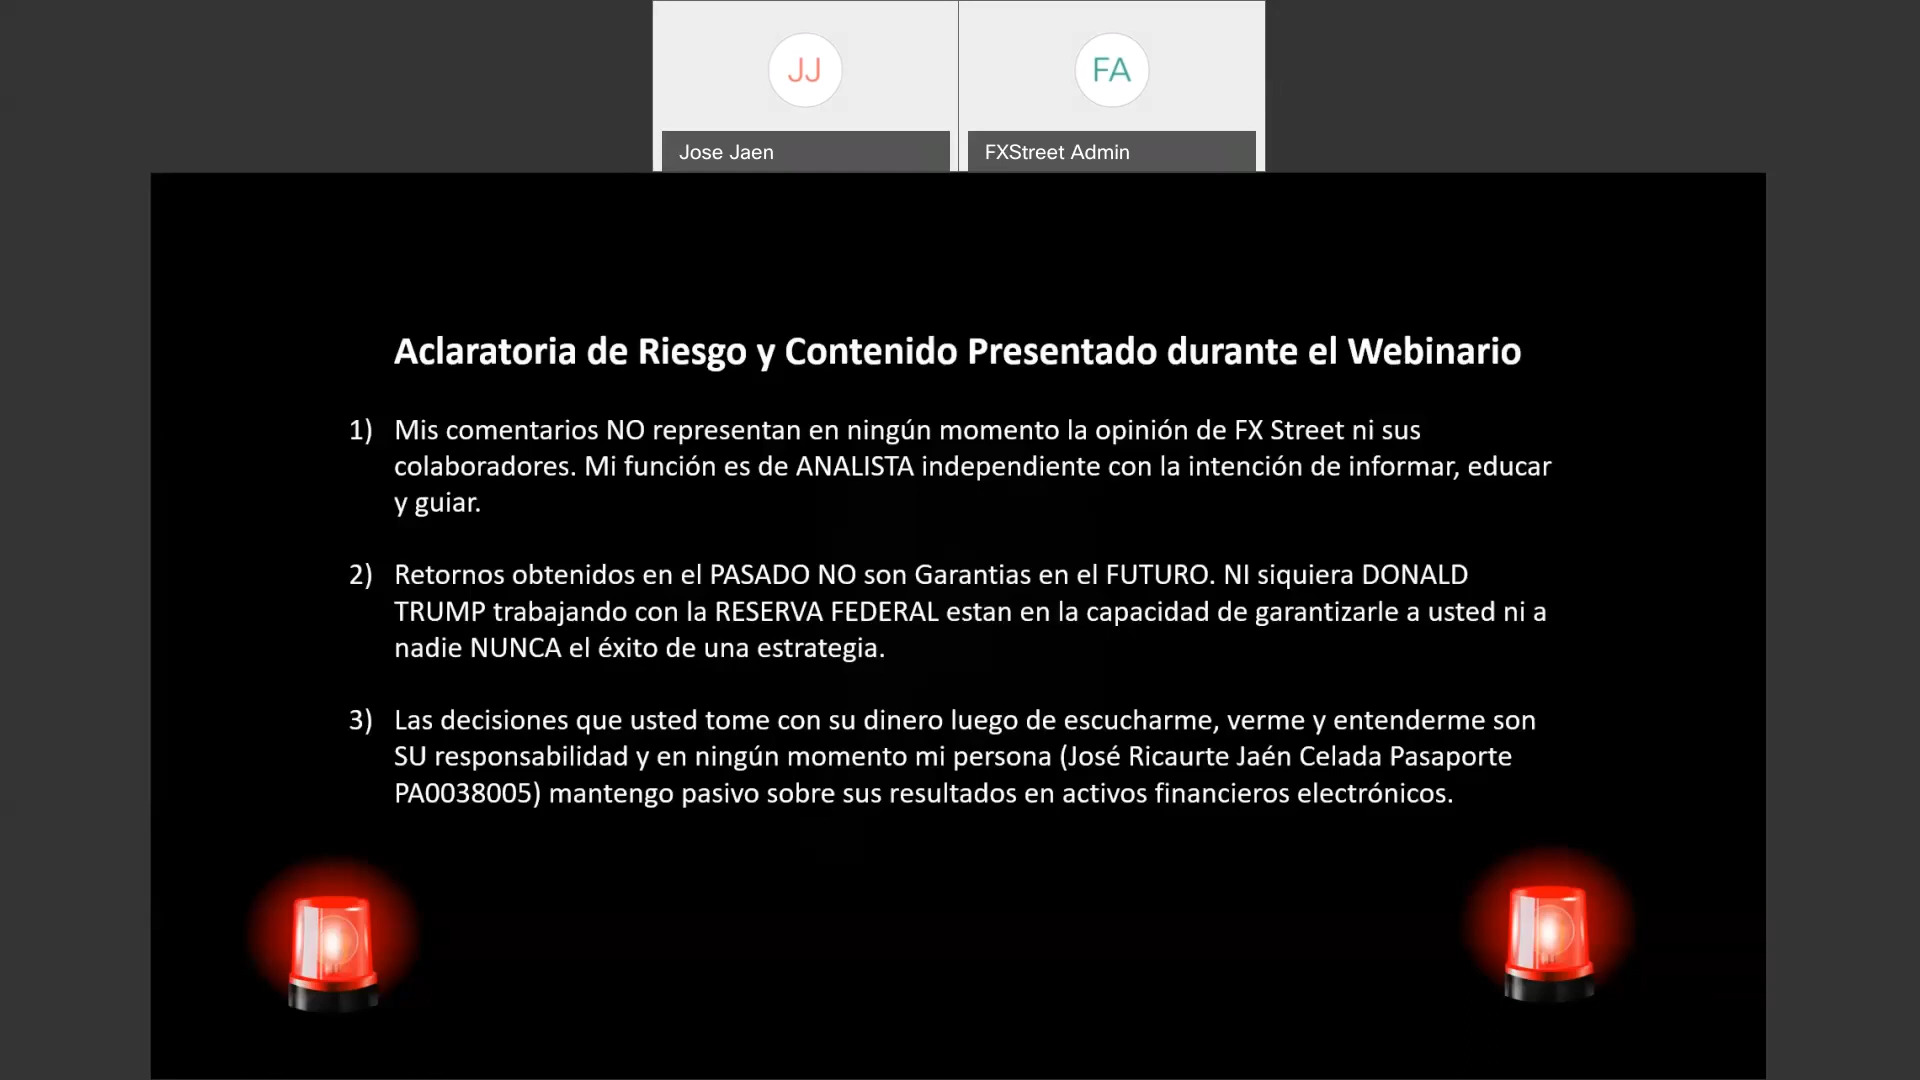 JJ
FA
Jose Jaen
FXStreet Admin
Aclaratoria de Riesgo y Contenido Presentado durante el Webinario
1) Mis comentarios NO representan en ningún momento la opinión de FX Street ni sus
colaboradores. Mi función es de ANALISTA independiente con la intención de informar, educar
y guiar.
2) Retornos obtenidos en el PASADO NO son Garantias en el FUTURO. NI siquiera DONALD
TRUMP trabajando con la RESERVA FEDERAL estan en la capacidad de garantizarle a usted ni a
nadie NUNCA el éxito de una estrategia.
3) Las decisiones que usted tome con su dinero luego de escucharme, verme y entenderme son
SU responsabilidad y en ningún momento mi persona (José Ricaurte Jaén Celada Pasaporte
PA0038005) mantengo pasivo sobre sus resultados en activos financieros electrónicos.